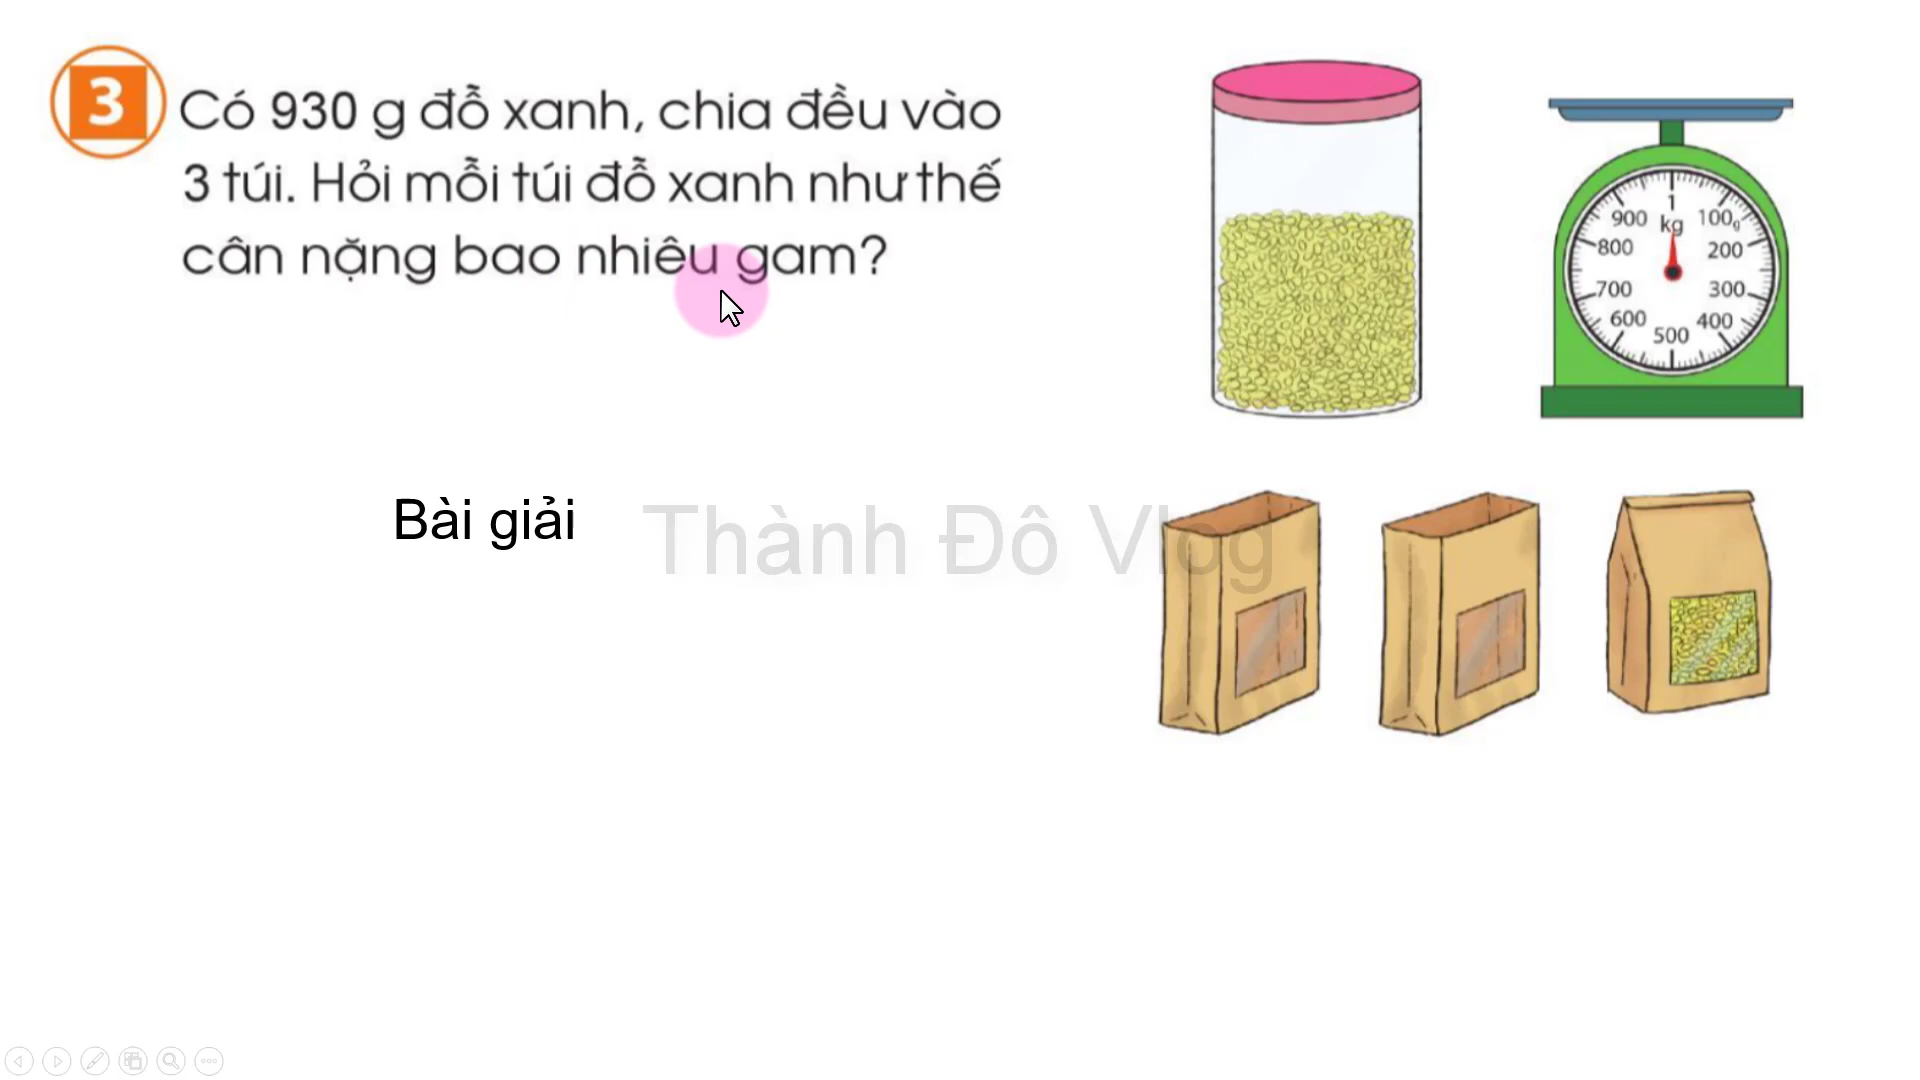 3
Có 930 g đỗ xanh, chia đều vào
3 túi. Hỏi mỗi túi đỗ xanh như thế
cân nặng bao nhiêu gam?
1
kg
900
100g
800
200
700
300
600
400
500
Bài giải
Thành Đô Vlog